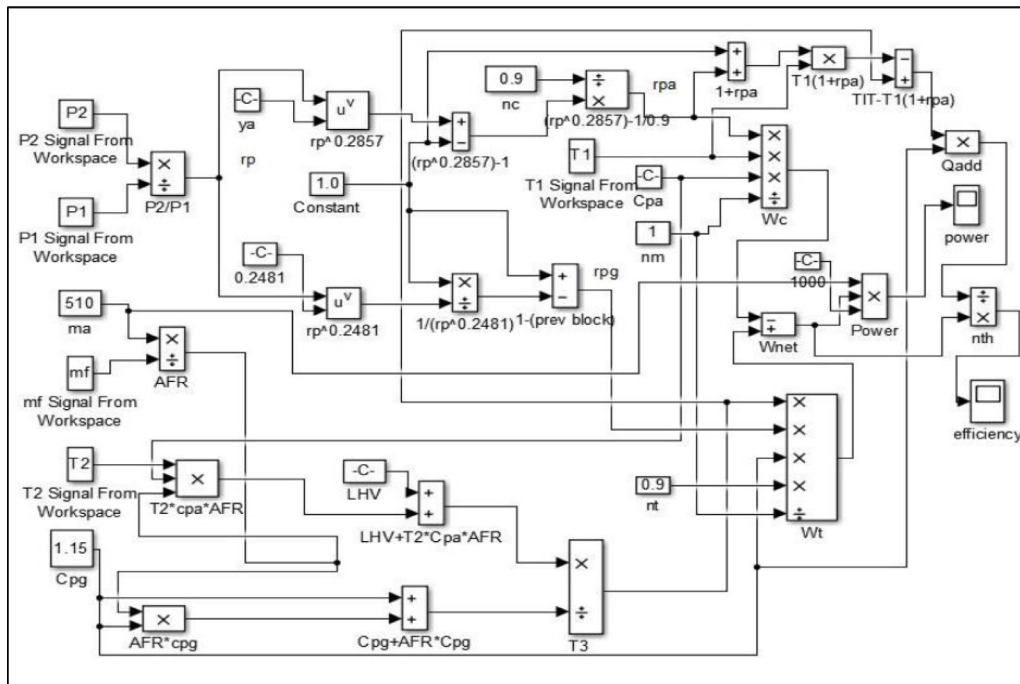 P2
P2 Signal From
Workspace
P1
P1 Signal From
Workspace
×
÷
P2/P1
-C-
ya
rp
u^v
rp^0.2857
+
−
(rp^0.2857)-1
0.9
nc
÷
×
rpa
(rp^0.2857)-1/0.9
+
+
1+rpa
×
T1(1+rpa)
−
+
TIT-T1(1+rpa)
1.0
Constant
T1
T1 Signal From
Workspace
-C-
Cpa
1
nm
×
×
×
÷
Wc
×
Qadd
power
-C-
0.2481
u^v
rp^0.2481
×
÷
1/(rp^0.2481)
+
−
rpg
1-(prev block)
-C-
1000
×
Power
−
+
Wnet
÷
×
nth
efficiency
510
ma
mf
mf Signal From
Workspace
×
÷
AFR
T2
T2 Signal From
Workspace
×
T2*cpa*AFR
-C-
LHV
+
+
LHV+T2*Cpa*AFR
0.9
nt
×
×
×
×
÷
Wt
1.15
Cpg
×
AFR*cpg
+
+
Cpg+AFR*Cpg
×
÷
T3